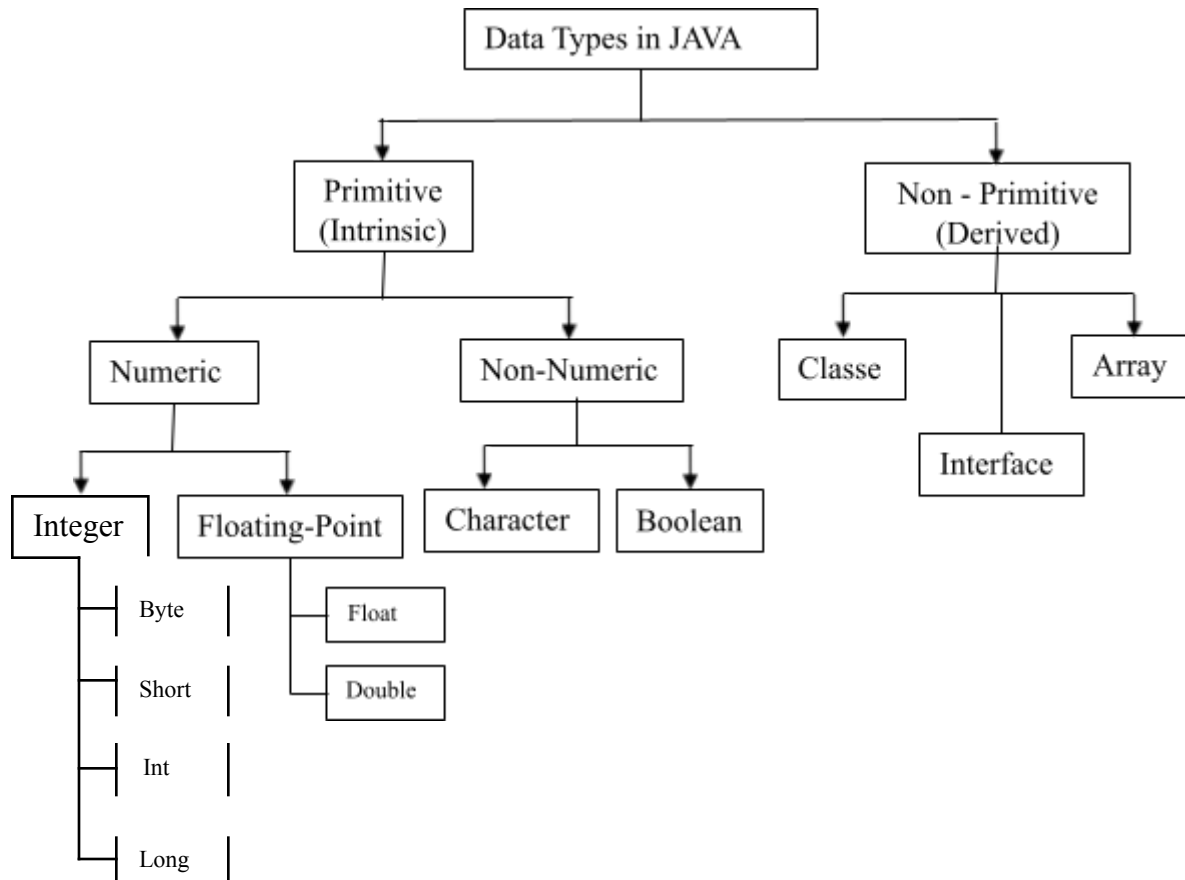 Data Types in JAVA
Primitive
(Intrinsic)
Non - Primitive
(Derived)
Numeric
Non-Numeric
Classe
Array
Interface
Integer
Floating-Point
Character
Boolean
Byte
Float
Short
Double
Int
Long